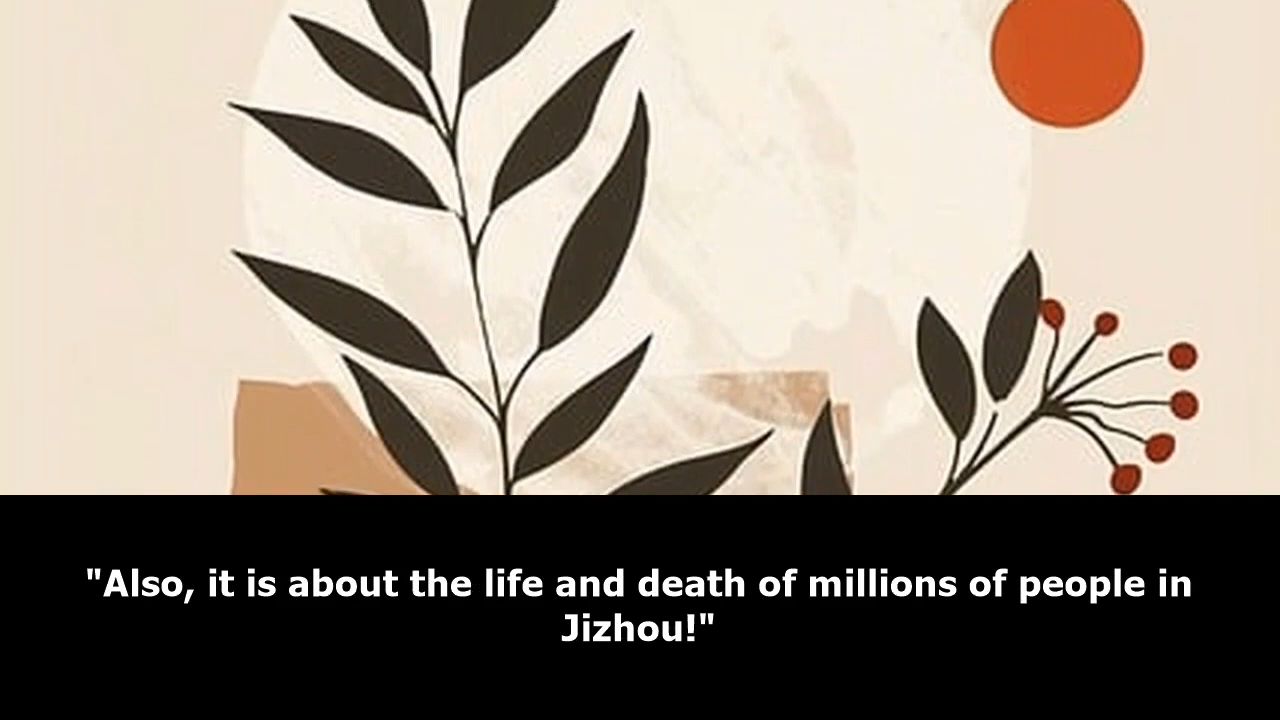 "Also, it is about the life and death of millions of people in
Jizhou!"